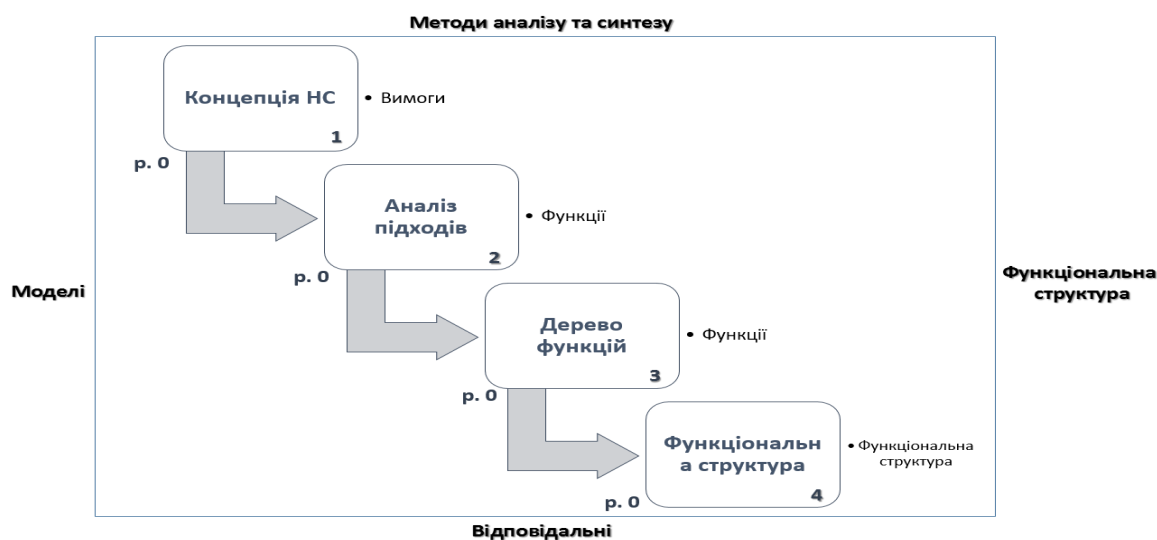 Методи аналізу та синтезу
Концепція НС
• Вимоги
1
р. 0
Аналіз
підходів
• Функції
2
р. 0
Моделі
Функціональна
структура
Дерево
функцій
• Функції
3
р. 0
Функціональн
а структура
• Функціональна
структура
4
р. 0
Відповідальні